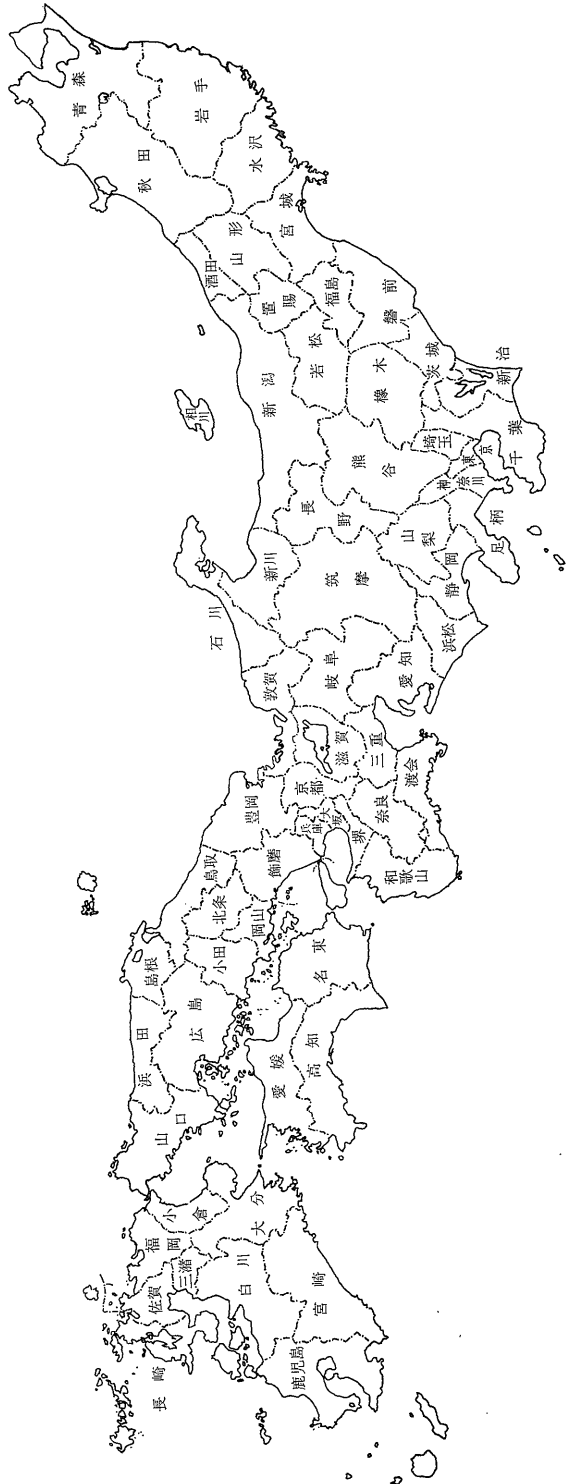 青森
岩手
秋田
水沢
宮城
山形
酒田
置賜
福島
磐前
若松
新潟
相川
橡木
茨城
新治
千葉
埼玉
東京
神奈川
熊谷
長野
山梨
足柄
静岡
浜松
新川
筑摩
石川
敦賀
岐阜
愛知
滋賀
三重
渡会
京都
奈良
大坂
堺
和歌山
兵庫
豊岡
飾磨
鳥取
北条
岡山
小田
島根
広島
浜田
山口
名東
愛媛
高知
小倉
福岡
三潴
佐賀
長崎
大分
白川
宮崎
鹿児島